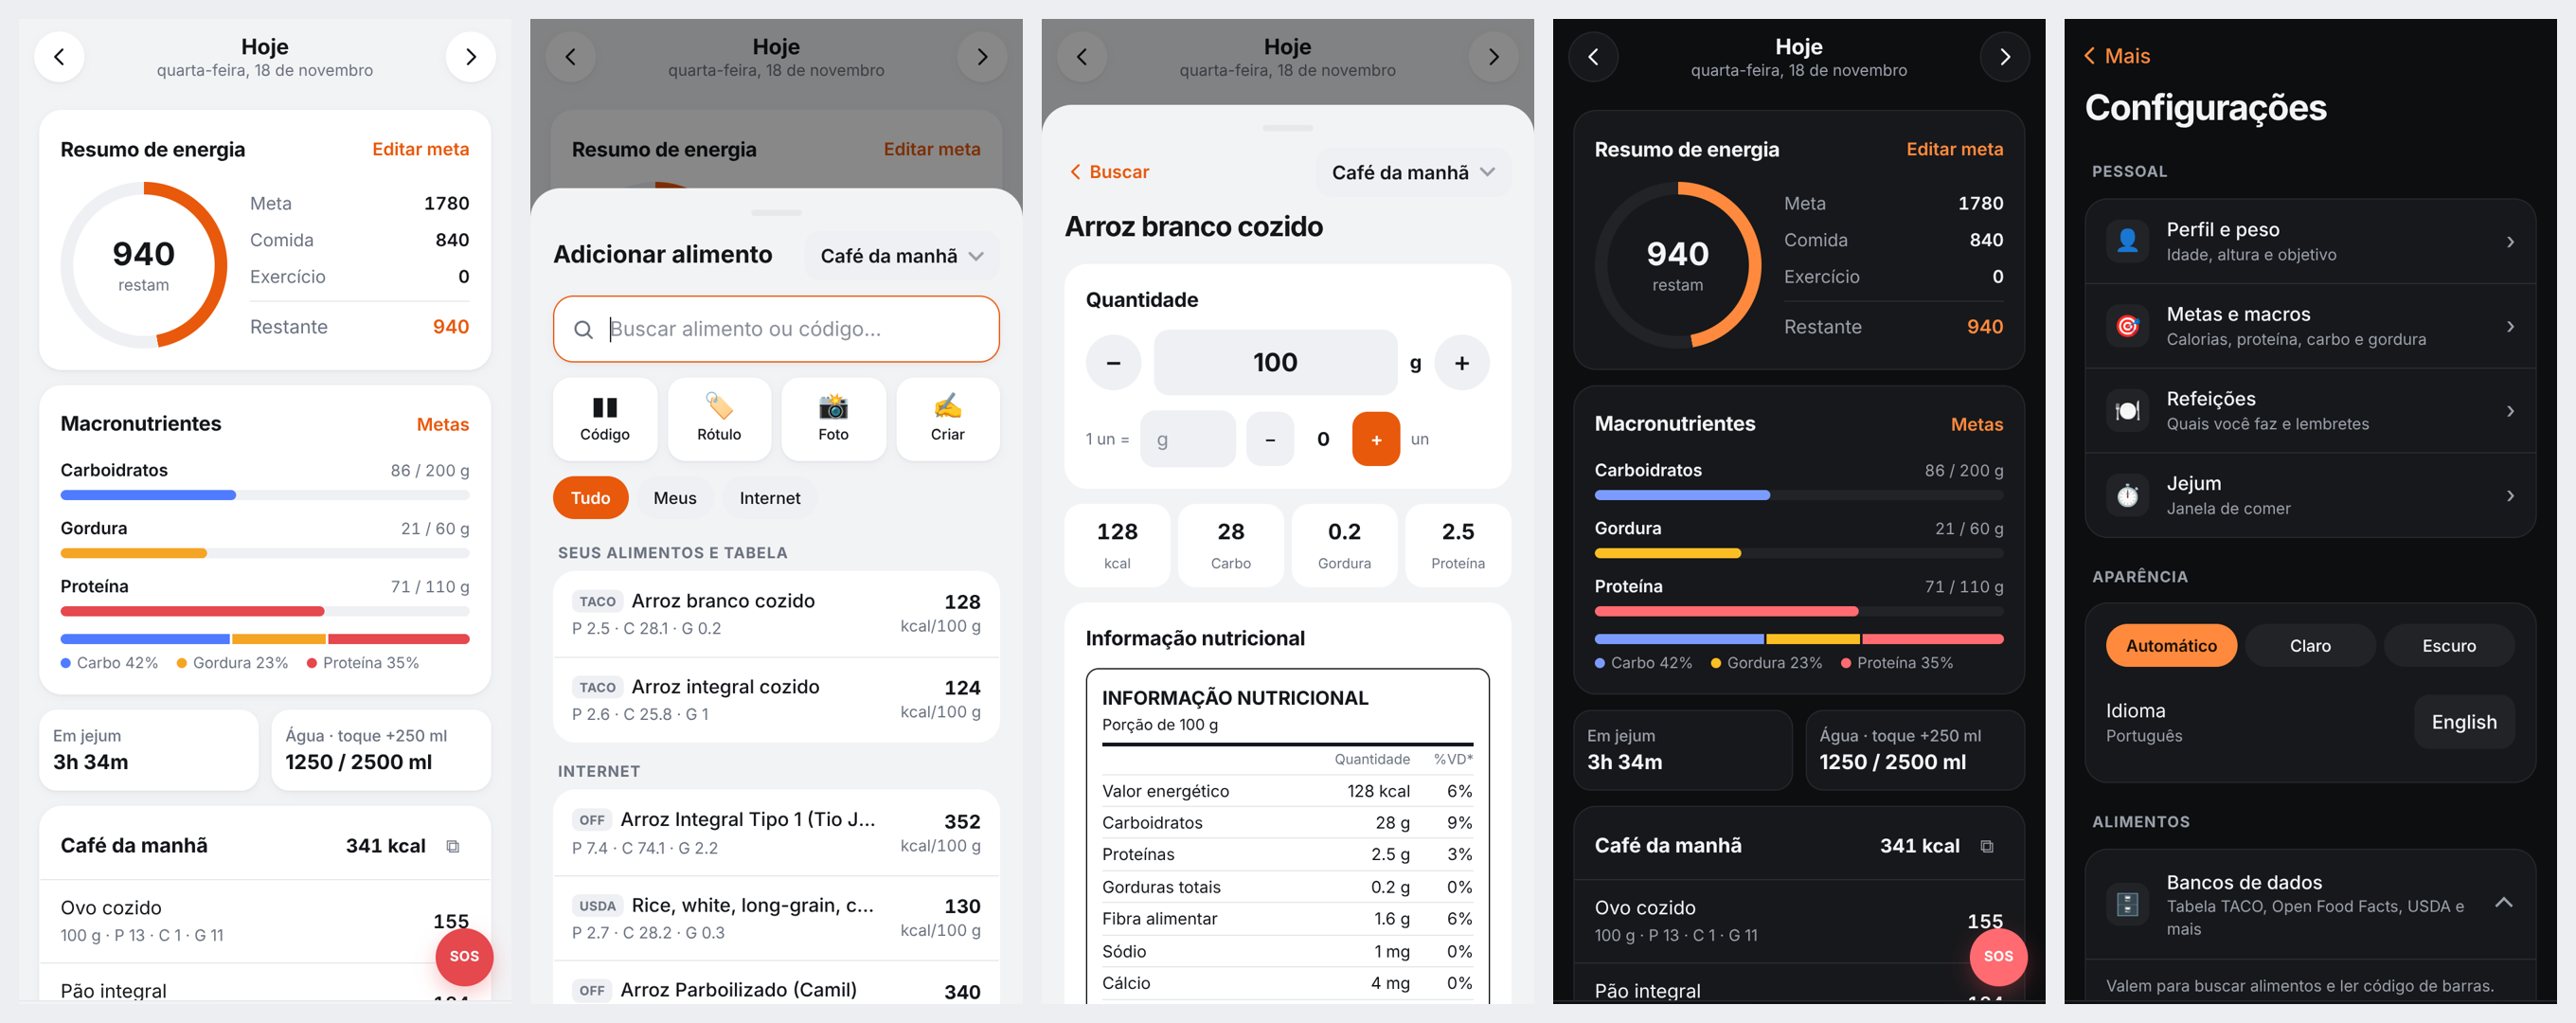 Hoje
quarta-feira, 18 de novembro
Resumo de energia
Editar meta
940
restam
Meta 1780
Comida 840
Exercício 0
Restante 940
Macronutrientes
Metas
Carboidratos 86 / 200 g
Gordura 21 / 60 g
Proteína 71 / 110 g
Carbo 42% Gordura 23% Proteína 35%
Em jejum
3h 34m
Água · toque +250 ml
1250 / 2500 ml
Café da manhã 341 kcal
Ovo cozido
100 g · P 13 · C 1 · G 11
155
SOS
Pão integral
Hoje
quarta-feira, 18 de novembro
Resumo de energia
Editar meta
Adicionar alimento
Café da manhã
Buscar alimento ou código...
Código
Rótulo
Foto
Criar
Tudo
Meus
Internet
SEUS ALIMENTOS E TABELA
TACO Arroz branco cozido 128
P 2.5 · C 28.1 · G 0.2 kcal/100 g
TACO Arroz integral cozido 124
P 2.6 · C 25.8 · G 1 kcal/100 g
INTERNET
OFF Arroz Integral Tipo 1 (Tio J... 352
P 7.4 · C 74.1 · G 2.2 kcal/100 g
USDA Rice, white, long-grain, c... 130
P 2.7 · C 28.2 · G 0.3 kcal/100 g
OFF Arroz Parboilizado (Camil) 340
Hoje
quarta-feira, 18 de novembro
Buscar
Café da manhã
Arroz branco cozido
Quantidade
− 100 g +
1 un = g − 0 + un
128
kcal
28
Carbo
0.2
Gordura
2.5
Proteína
Informação nutricional
INFORMAÇÃO NUTRICIONAL
Porção de 100 g
Quantidade %VD*
Valor energético 128 kcal 6%
Carboidratos 28 g 9%
Proteínas 2.5 g 3%
Gorduras totais 0.2 g 0%
Fibra alimentar 1.6 g 6%
Sódio 1 mg 0%
Cálcio 4 mg 0%
Hoje
quarta-feira, 18 de novembro
Resumo de energia
Editar meta
940
restam
Meta 1780
Comida 840
Exercício 0
Restante 940
Macronutrientes
Metas
Carboidratos 86 / 200 g
Gordura 21 / 60 g
Proteína 71 / 110 g
Carbo 42% Gordura 23% Proteína 35%
Em jejum
3h 34m
Água · toque +250 ml
1250 / 2500 ml
Café da manhã 341 kcal
Ovo cozido
100 g · P 13 · C 1 · G 11
155
SOS
Pão integral
Mais
Configurações
PESSOAL
Perfil e peso
Idade, altura e objetivo
Metas e macros
Calorias, proteína, carbo e gordura
Refeições
Quais você faz e lembretes
Jejum
Janela de comer
APARÊNCIA
Automático
Claro
Escuro
Idioma
Português
English
ALIMENTOS
Bancos de dados
Tabela TACO, Open Food Facts, USDA e
mais
Valem para buscar alimentos e ler código de barras.